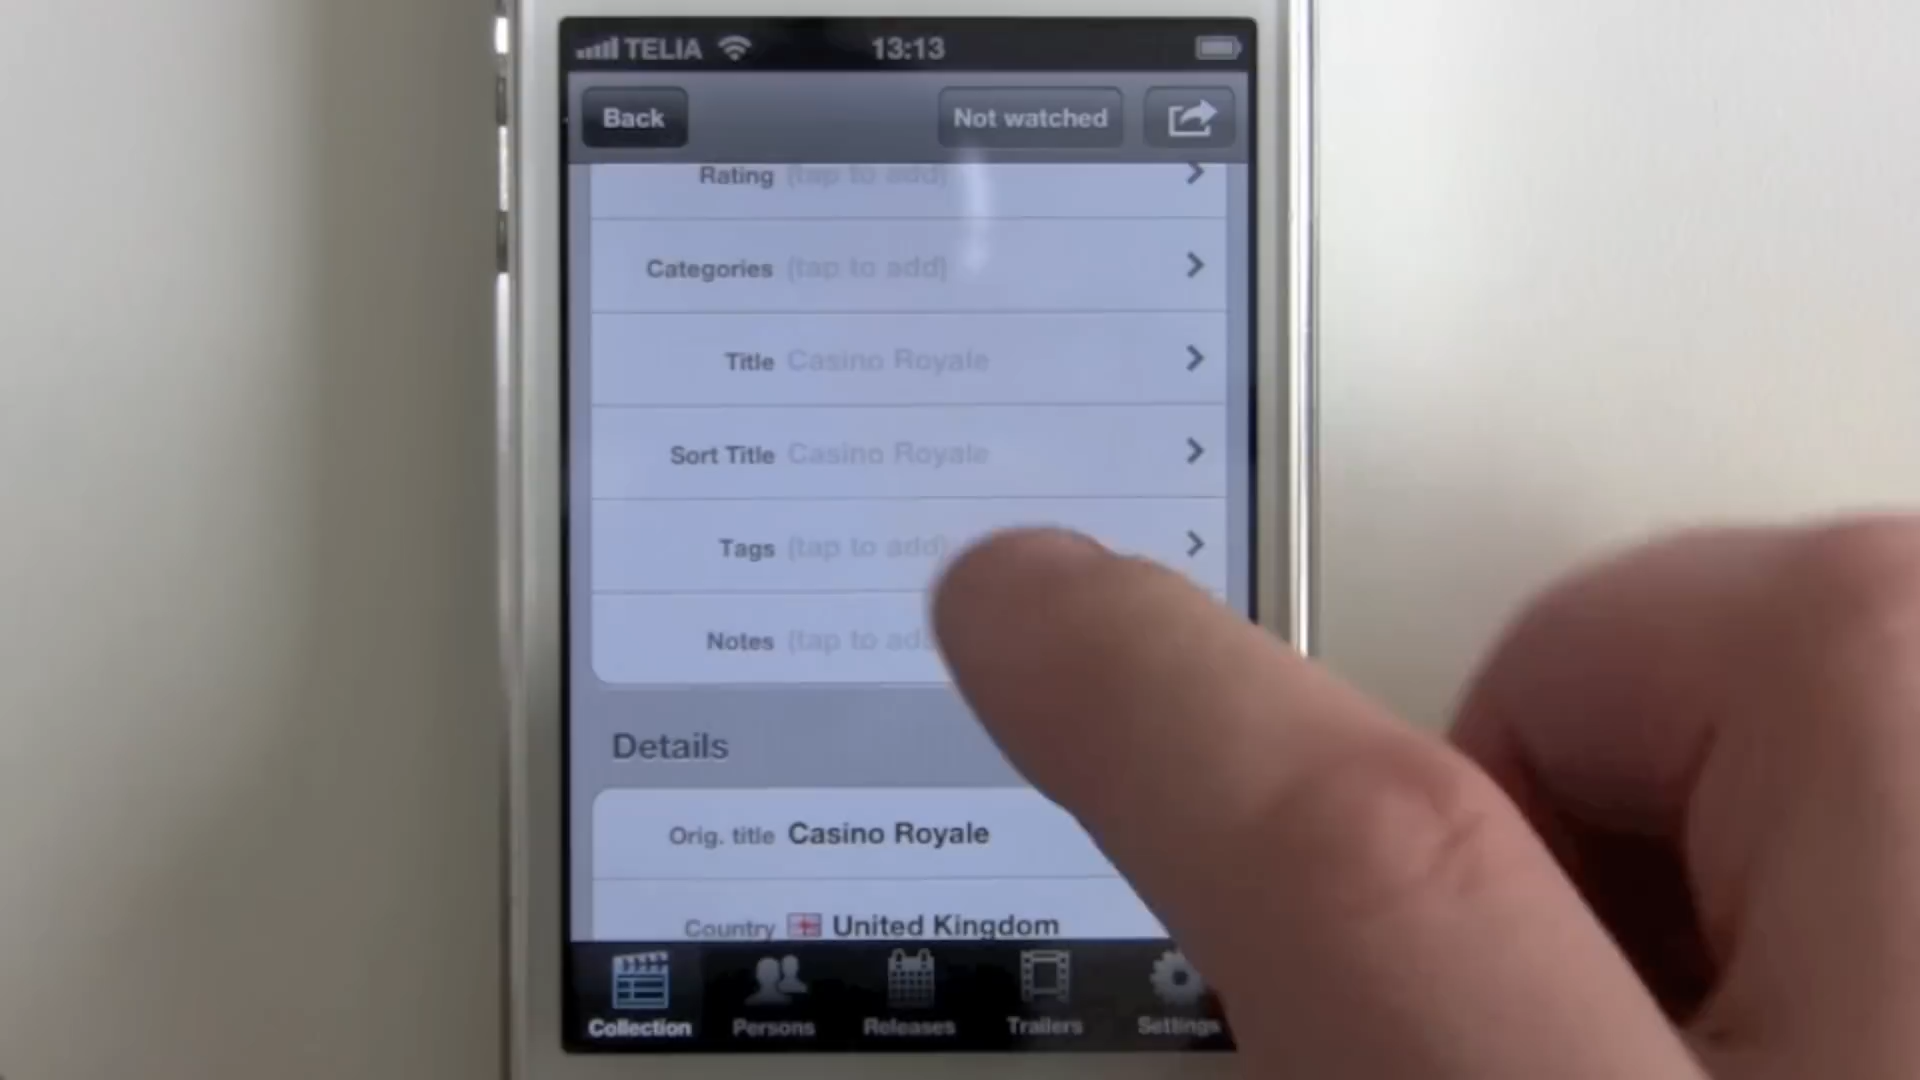 TELIA 13:13
Back Not watched
Rating (tap to add)
Categories (tap to add)
Title Casino Royale
Sort Title Casino Royale
Tags (tap to add)
Notes (tap to
Details
Orig. title Casino Royale
Country United Kingdom
Collection Persons Releases Trailers Settings